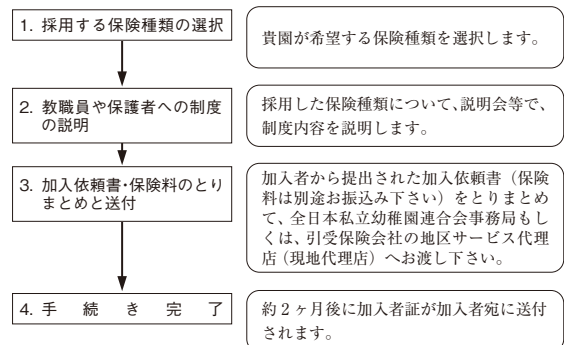 1. 採用する保険種類の選択
貴園が希望する保険種類を選択します。
2. 教職員や保護者への制度
の説明
採用した保険種類について、説明会等で、
制度内容を説明します。
3. 加入依頼書・保険料のとり
まとめと送付
加入者から提出された加入依頼書（保険
料は別途お振込み下さい）をとりまとめ
て、全日本私立幼稚園連合会事務局もし
くは、引受保険会社の地区サービス代理
店（現地代理店）へお渡し下さい。
4. 手続き完了
約２ヶ月後に加入者証が加入者宛に送付
されます。